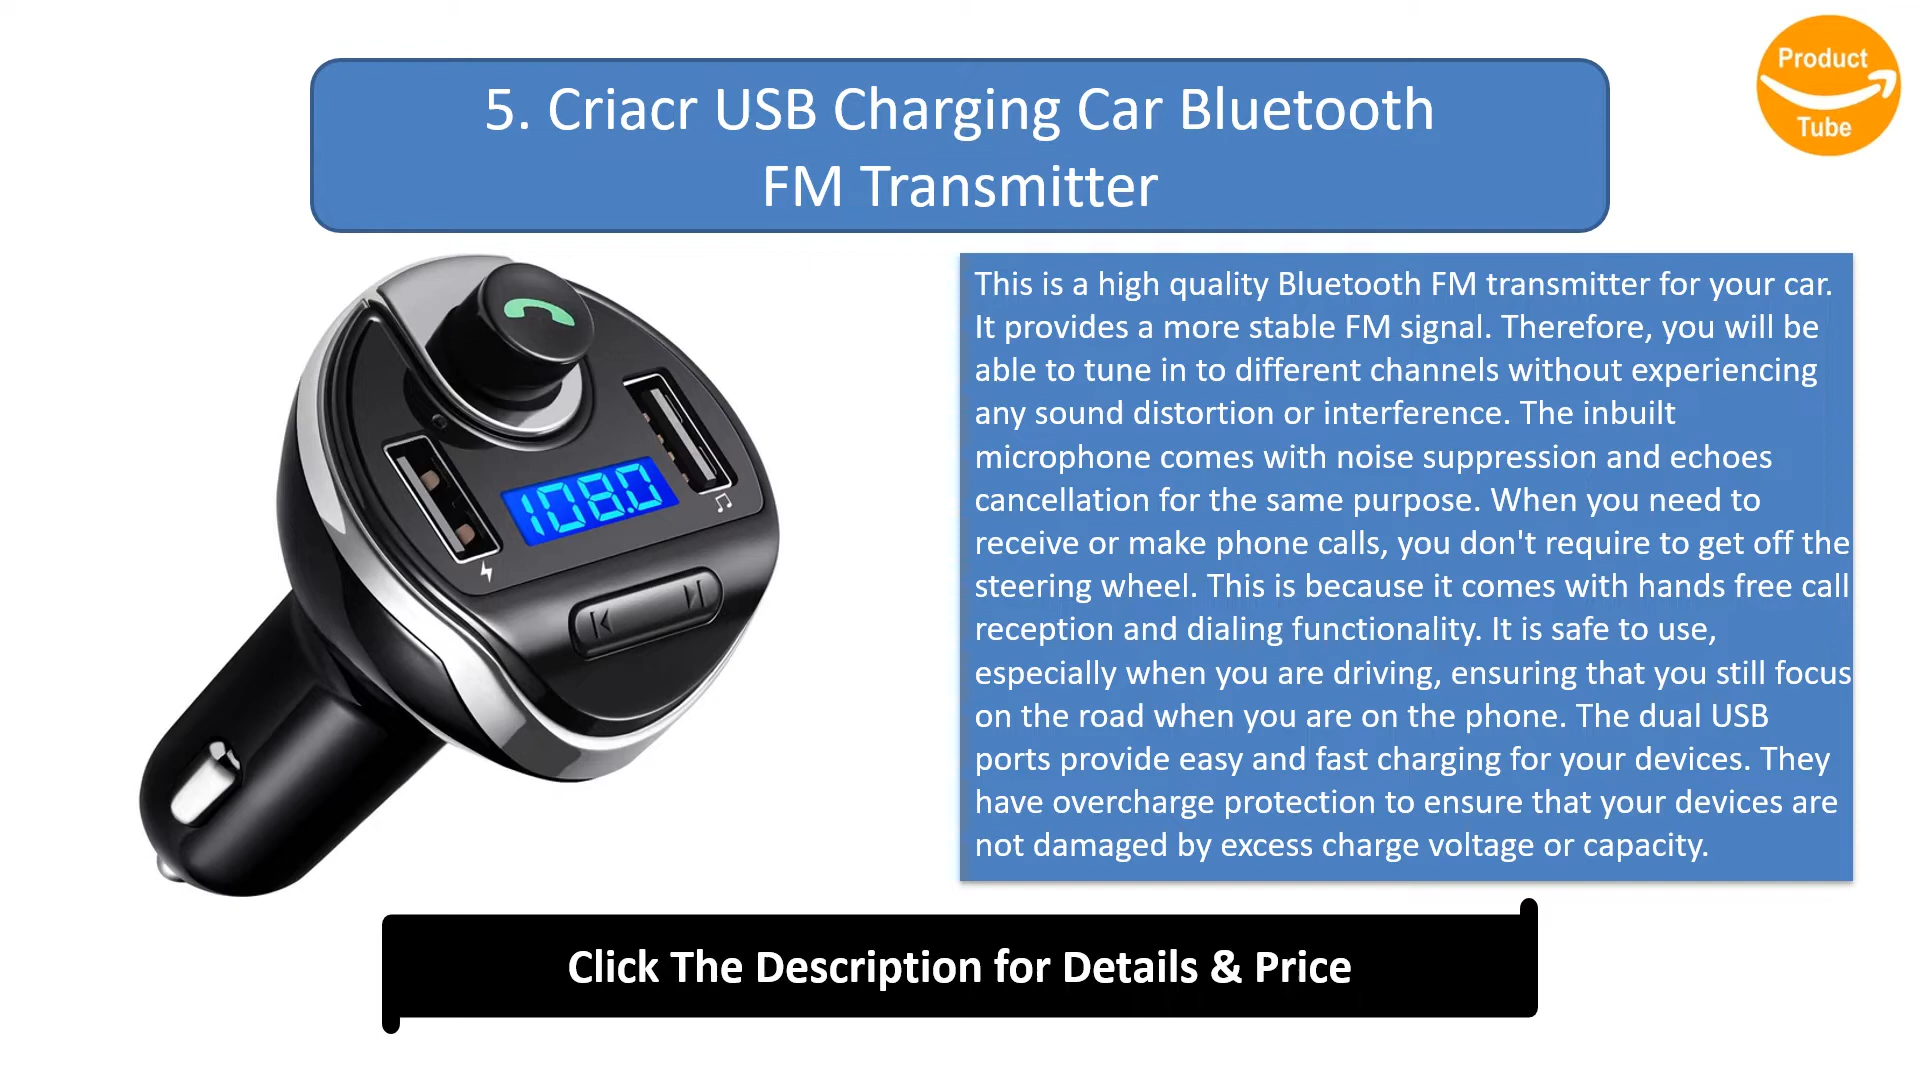 Product
Tube
5. Criacr USB Charging Car Bluetooth
FM Transmitter
108.0
This is a high quality Bluetooth FM transmitter for your car.
It provides a more stable FM signal. Therefore, you will be
able to tune in to different channels without experiencing
any sound distortion or interference. The inbuilt
microphone comes with noise suppression and echoes
cancellation for the same purpose. When you need to
receive or make phone calls, you don't require to get off the
steering wheel. This is because it comes with hands free call
reception and dialing functionality. It is safe to use,
especially when you are driving, ensuring that you still focus
on the road when you are on the phone. The dual USB
ports provide easy and fast charging for your devices. They
have overcharge protection to ensure that your devices are
not damaged by excess charge voltage or capacity.
Click The Description for Details & Price